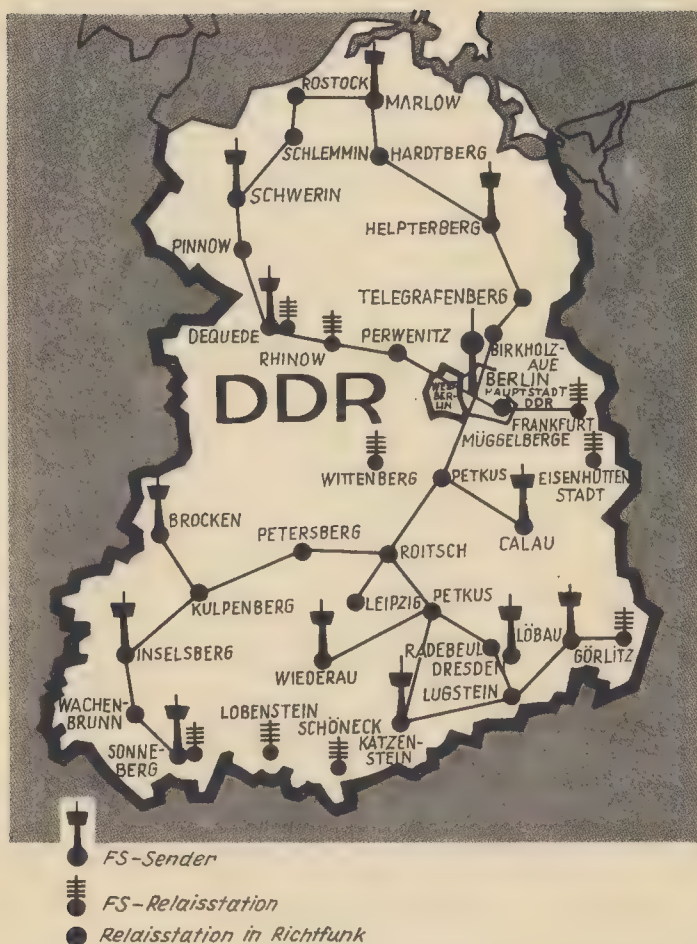 ROSTOCK
MARLOW
SCHLEMMIN
HARDTBERG
SCHWERIN
HELPTERBERG
PINNOW
TELEGRAFENBERG
DEQUEDE
RHINOW
PERWENITZ
BIRKHOLZ-
AUE
BERLIN
HAUPTSTADT
DDR
WEST
BER-
LIN
DDR
FRANKFURT
MÜGGELBERGE
WITTENBERG
PETKUS
EISENHÜTTEN
STADT
BROCKEN
CALAU
PETERSBERG
ROITSCH
KULPENBERG
LEIPZIG
PETKUS
INSELSBERG
WIEDERAU
RADEBEUL
DRESDEN
LÖBAU
GÖRLITZ
LUGSTEIN
WACHEN-
BRUNN
LOBENSTEIN
SCHÖNECK
KATZEN-
STEIN
SONNE-
BERG
FS-Sender
FS-Relaisstation
Relaisstation in Richtfunk